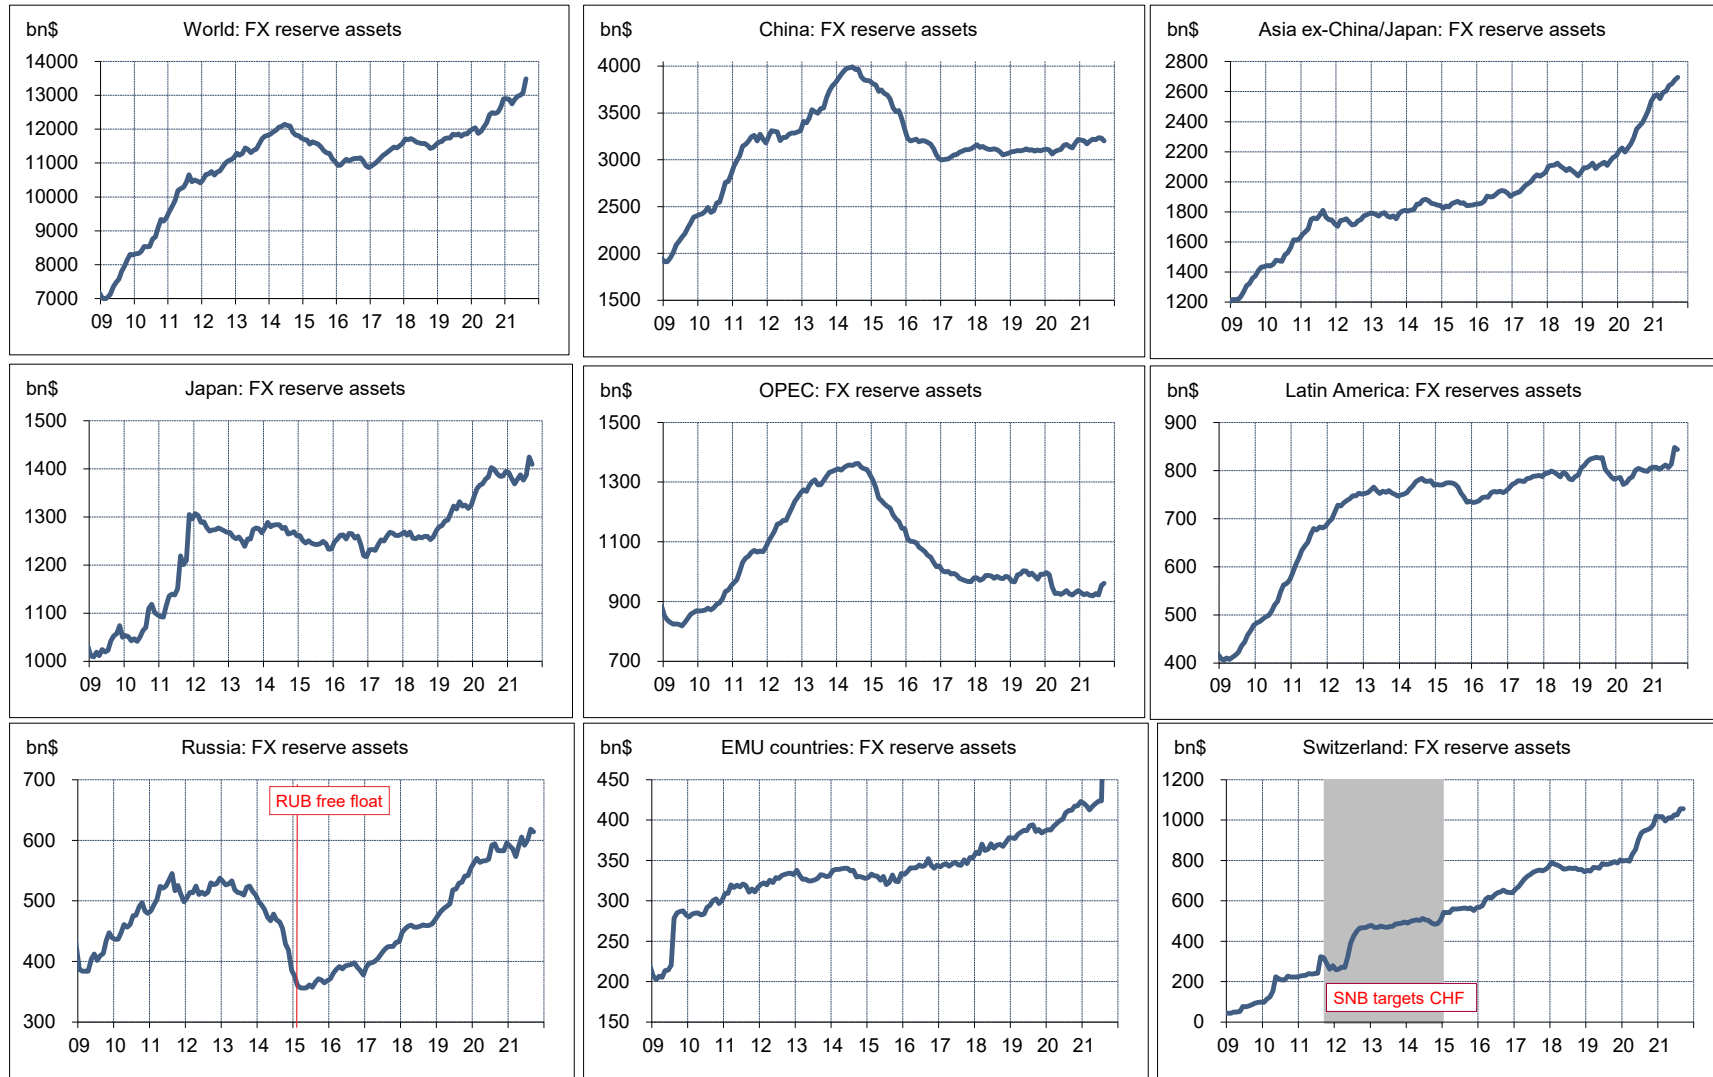 bn$ World: FX reserve assets
14000
13000
12000
11000
10000
9000
8000
7000
09 10 11 12 13 14 15 16 17 18 19 20 21
bn$ China: FX reserve assets
4000
3500
3000
2500
2000
1500
09 10 11 12 13 14 15 16 17 18 19 20 21
bn$ Asia ex-China/Japan: FX reserve assets
2800
2600
2400
2200
2000
1800
1600
1400
1200
09 10 11 12 13 14 15 16 17 18 19 20 21
bn$ Japan: FX reserve assets
1500
1400
1300
1200
1100
1000
09 10 11 12 13 14 15 16 17 18 19 20 21
bn$ OPEC: FX reserve assets
1500
1300
1100
900
700
09 10 11 12 13 14 15 16 17 18 19 20 21
bn$ Latin America: FX reserves assets
900
800
700
600
500
400
09 10 11 12 13 14 15 16 17 18 19 20 21
bn$ Russia: FX reserve assets
700
RUB free float
600
500
400
300
09 10 11 12 13 14 15 16 17 18 19 20 21
bn$ EMU countries: FX reserve assets
450
400
350
300
250
200
150
09 10 11 12 13 14 15 16 17 18 19 20 21
bn$ Switzerland: FX reserve assets
1200
1000
800
600
400
200
SNB targets CHF
0
09 10 11 12 13 14 15 16 17 18 19 20 21